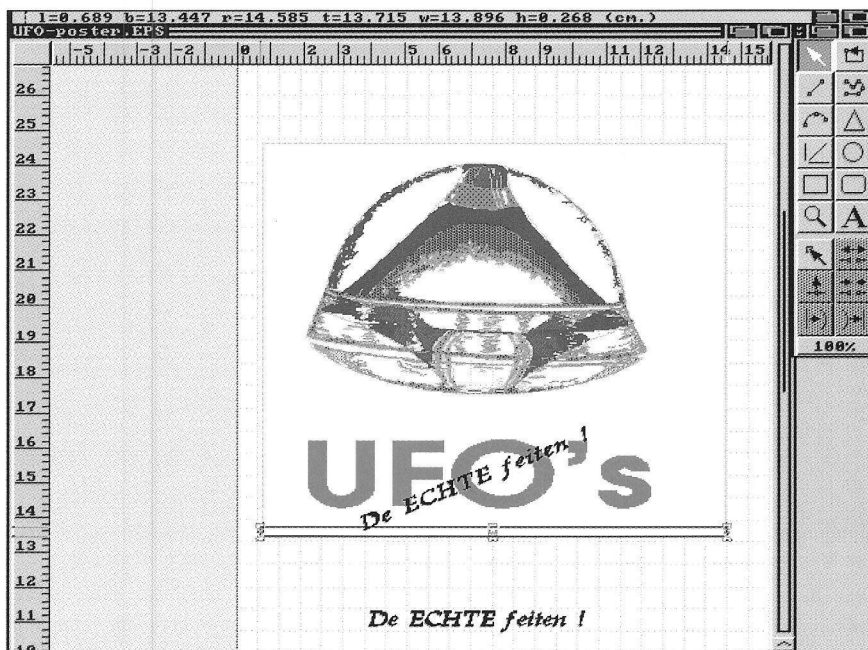 l=0.689 b=13.447 r=14.585 t=13.715 w=13.896 h=0.268 (cm.)
UFO-poster.EPS
-5 -3 -2 0 2 3 5 6 8 9 11 12 14 15
26
25
24
23
22
21
20
19
18
17
16
15
14
13
12
11
10
A
100%
UFO's
De ECHTE feiten !
De ECHTE feiten !